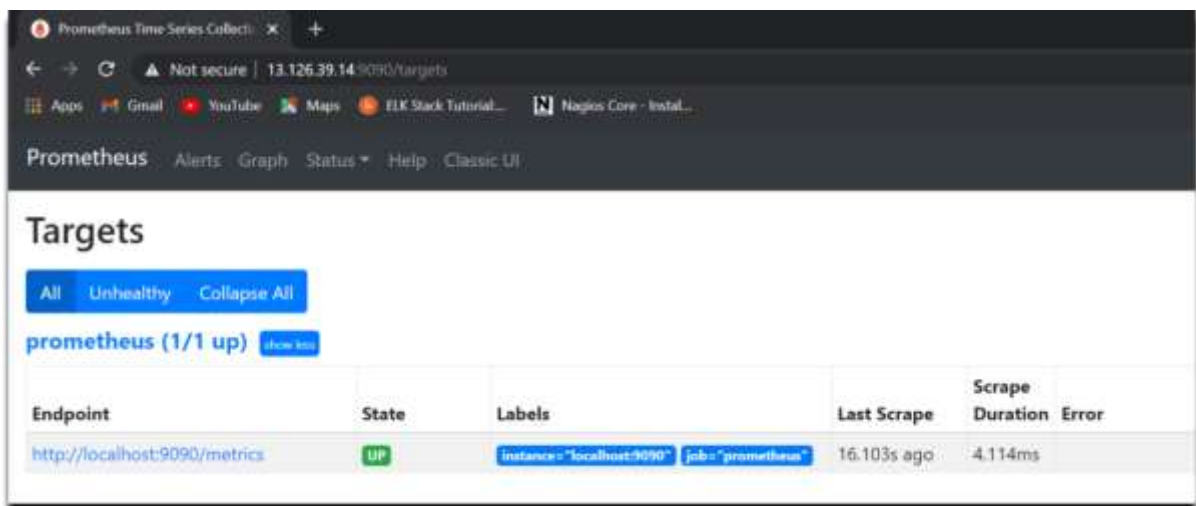 Prometheus Time Series Collecti
Not secure | 13.126.39.14:9090/targets
Apps Gmail YouTube Maps ELK Stack Tutorial... Nagios Core - Instal...
Prometheus Alerts Graph Status Help Classic UI
Targets
All Unhealthy Collapse All
prometheus (1/1 up) show less
Endpoint State Labels Last Scrape Scrape Duration Error
http://localhost:9090/metrics UP instance="localhost:9090" job="prometheus" 16.103s ago 4.114ms